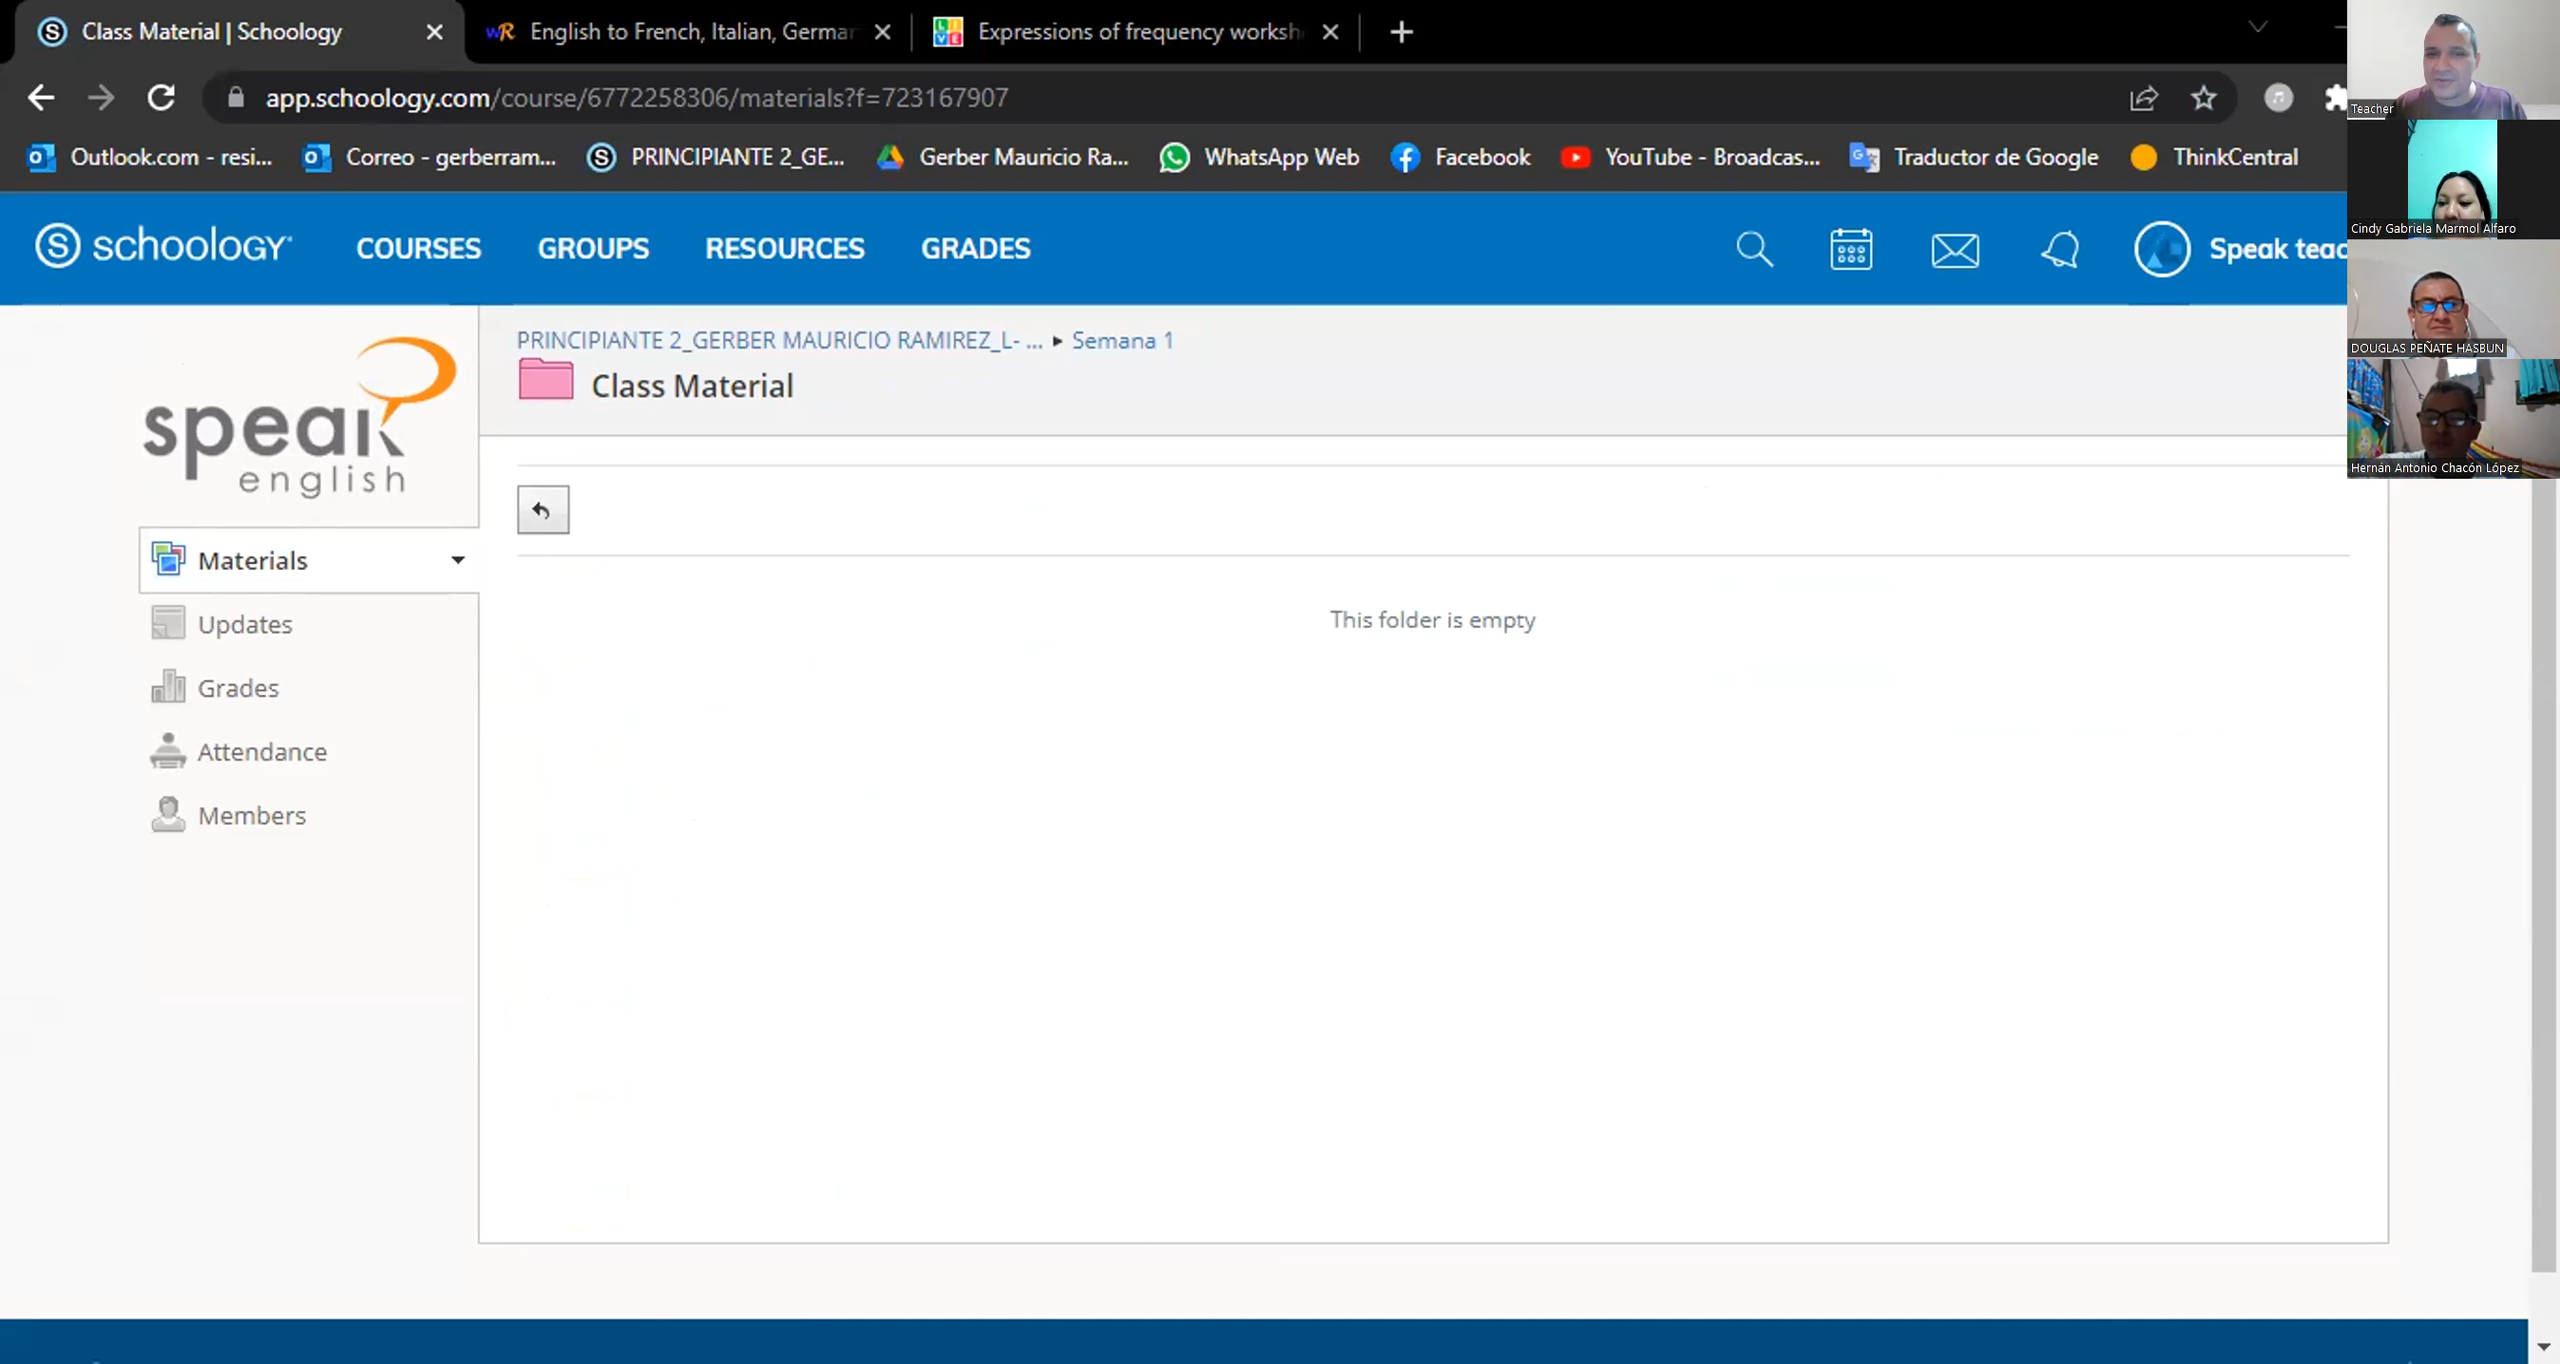 Class Material | Schoology
English to French, Italian, German
Expressions of frequency worksh
app.schoology.com/course/6772258306/materials?f=723167907
Outlook.com - resi...
Correo - gerberram...
PRINCIPIANTE 2_GE...
Gerber Mauricio Ra...
WhatsApp Web
Facebook
YouTube - Broadcas...
Traductor de Google
ThinkCentral
S schoology
COURSES
GROUPS
RESOURCES
GRADES
Speak teac
Teacher
Cindy Gabriela Marmol Alfaro
DOUGLAS PEÑATE HASBUN
Hernán Antonio Chacón López
speak
english
PRINCIPIANTE 2_GERBER MAURICIO RAMIREZ_L- ... ▸ Semana 1
Class Material
Materials
Updates
Grades
Attendance
Members
This folder is empty